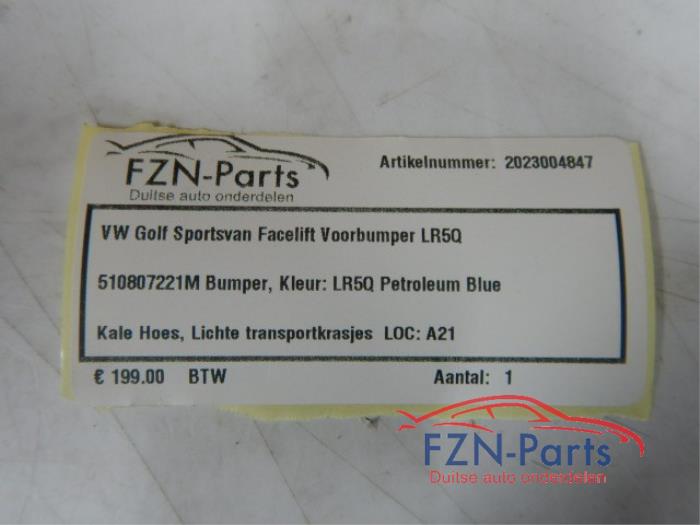 FZN-Parts
Duitse auto onderdelen
Artikelnummer: 2023004847
VW Golf Sportsvan Facelift Voorbumper LR5Q
510807221M Bumper, Kleur: LR5Q Petroleum Blue
Kale Hoes, Lichte transportkrasjes LOC: A21
€ 199.00 BTW Aantal: 1
FZN-Parts
Duitse auto onderdelen